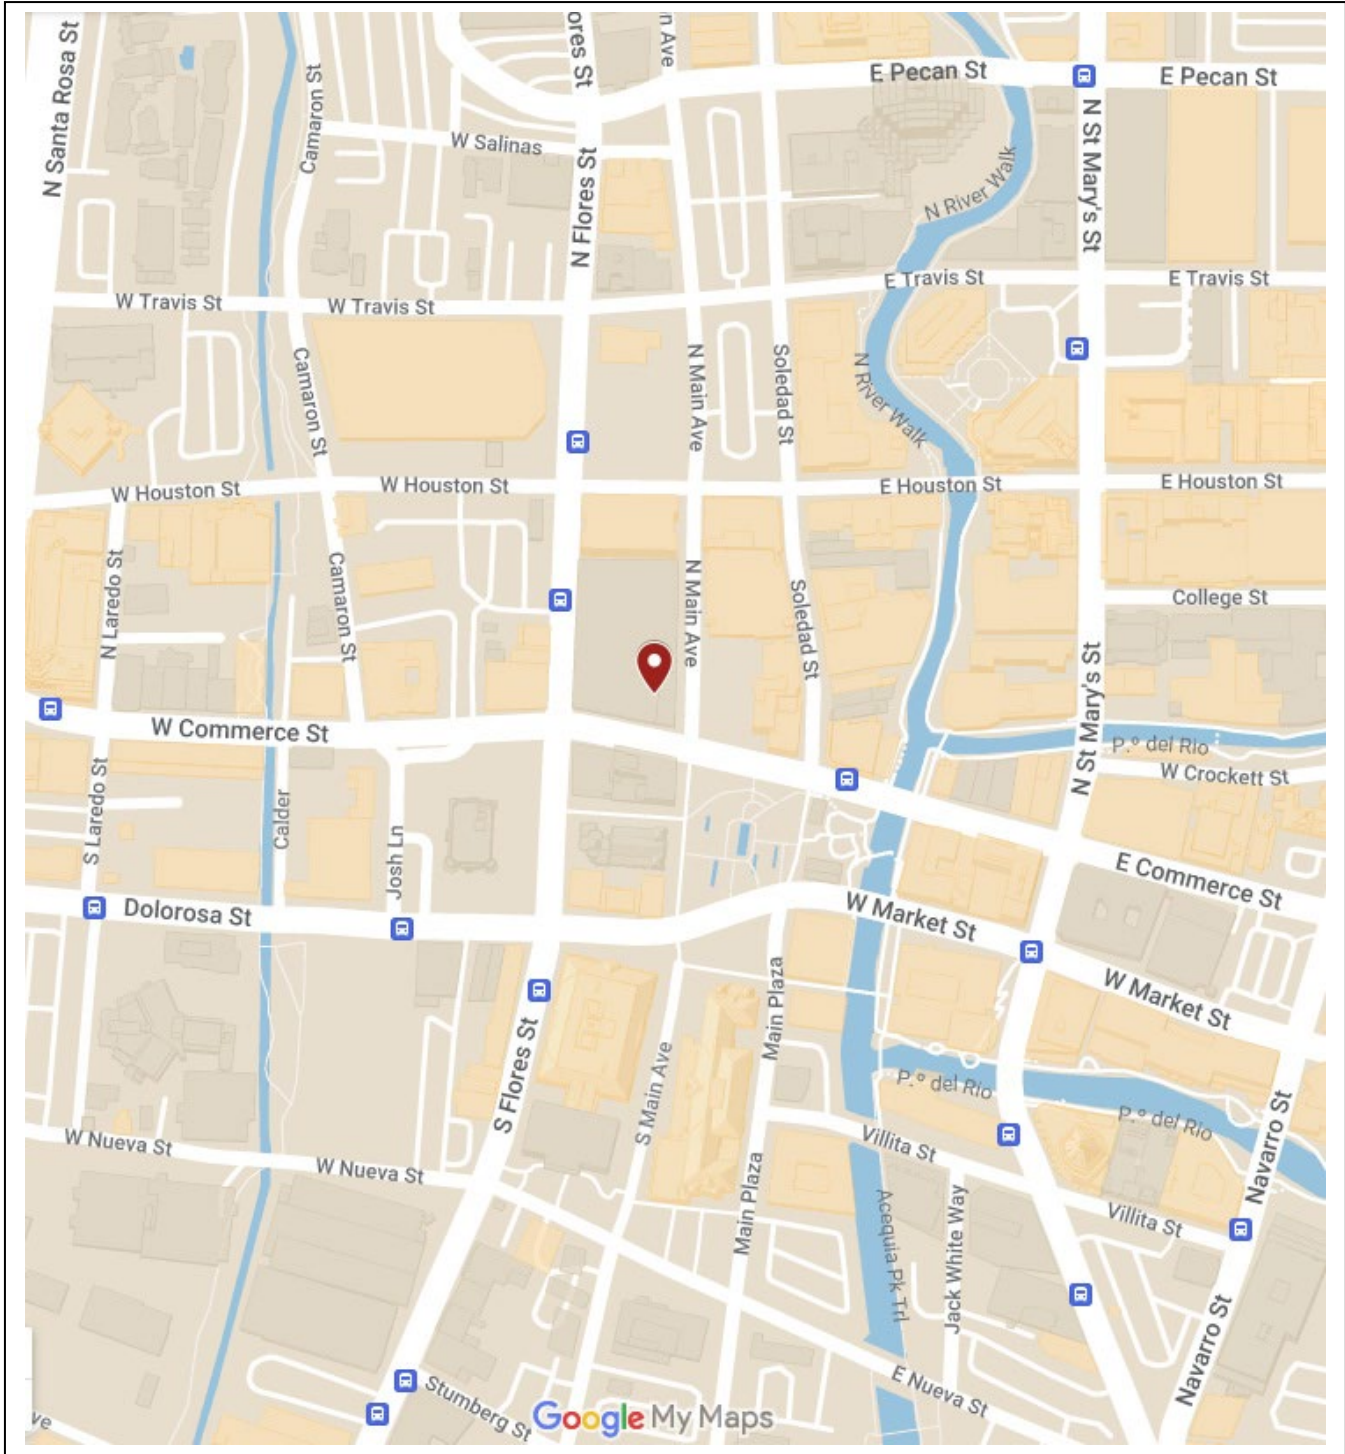 N Santa Rosa St
Camaron St
ores St
n Ave
E Pecan St
E Pecan St
W Salinas
N Flores St
N River Walk
N St Mary's St
W Travis St
W Travis St
E Travis St
E Travis St
Camaron St
N Main Ave
Soledad St
N River Walk
W Houston St
W Houston St
E Houston St
E Houston St
N Laredo St
Camaron St
N Main Ave
Soledad St
College St
N St Mary's St
W Commerce St
P.º del Rio
W Crockett St
S Laredo St
Calder
Josh Ln
E Commerce St
Dolorosa St
W Market St
Main Plaza
W Market St
S Flores St
S Main Ave
P.º del Rio
P.º del Rio
Navarro St
W Nueva St
W Nueva St
Villita St
Main Plaza
Acequia Pk Trl
Jack White Way
Villita St
Navarro St
E Nueva St
Stumberg St
ve
Google My Maps